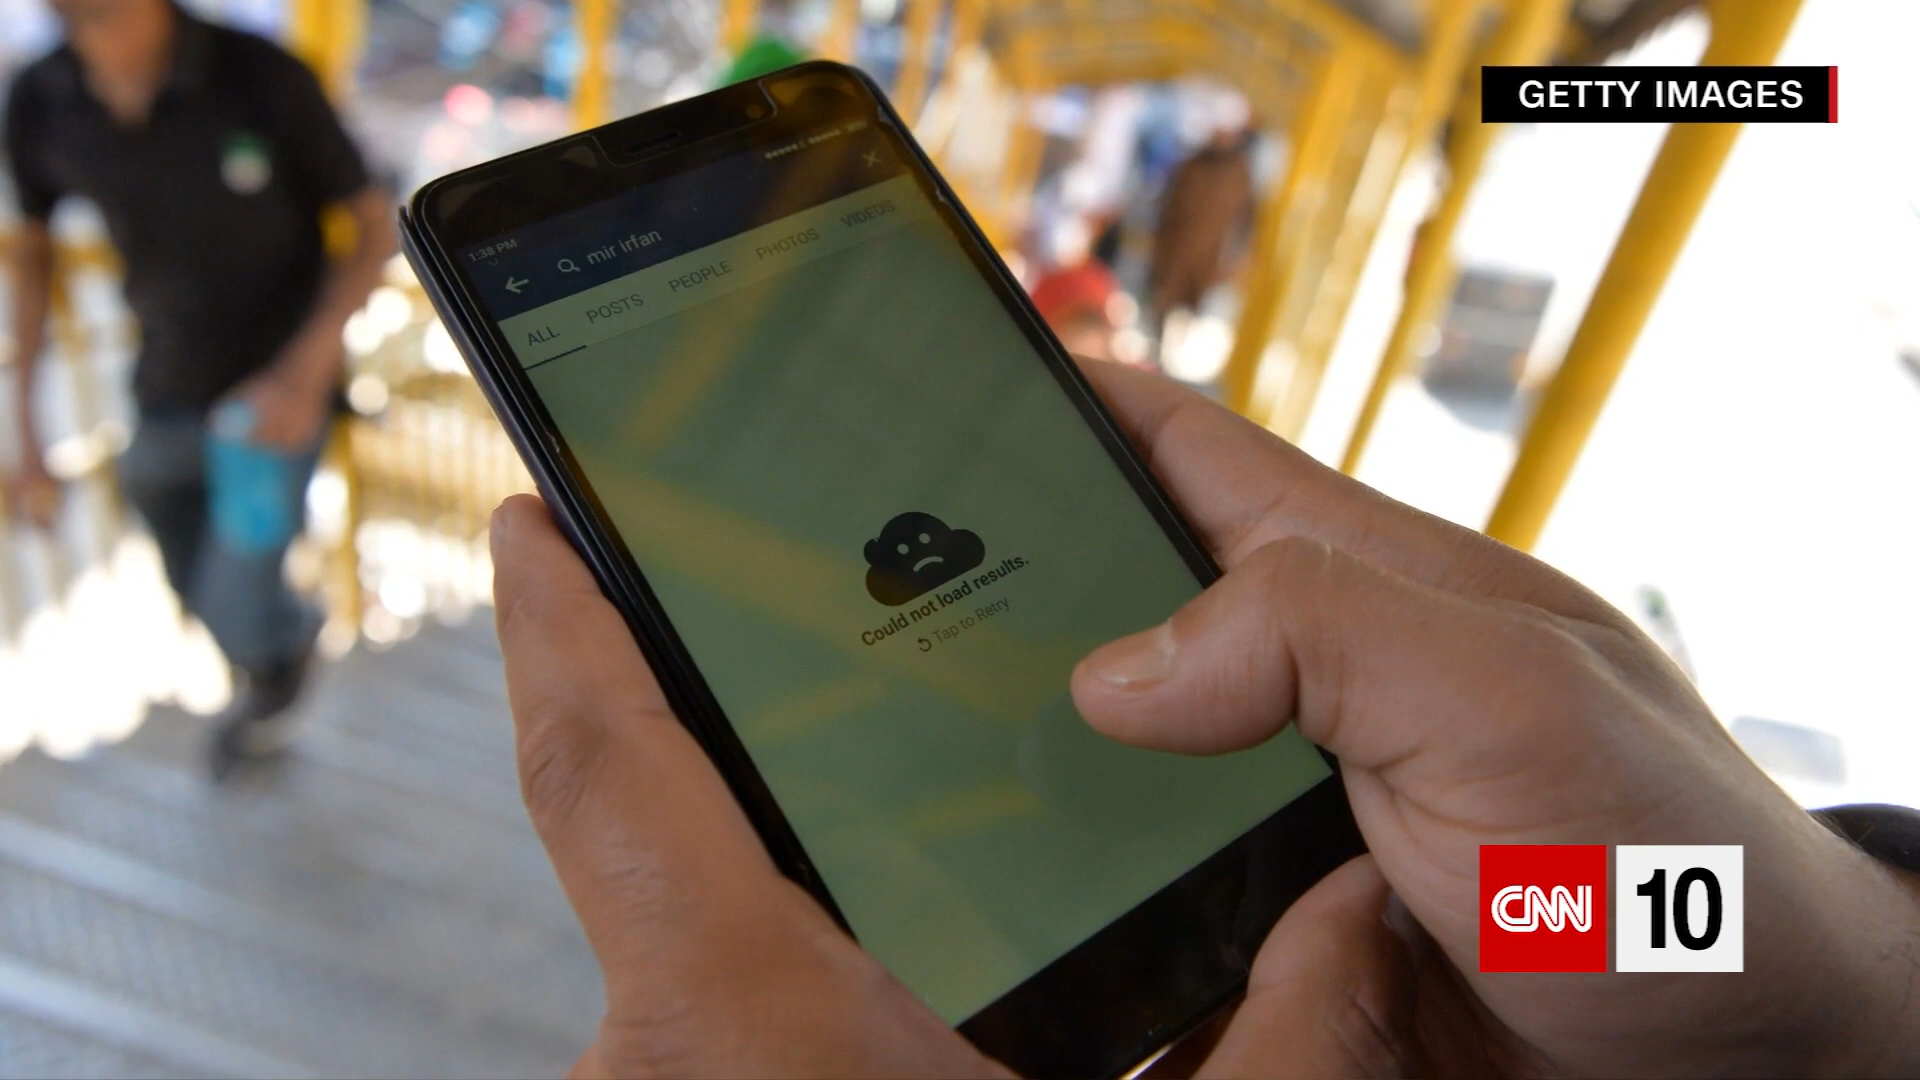 GETTY IMAGES
1:38 PM
mir irfan
ALL POSTS PEOPLE PHOTOS VIDEOS
Could not load results.
Tap to Retry
CNN 10